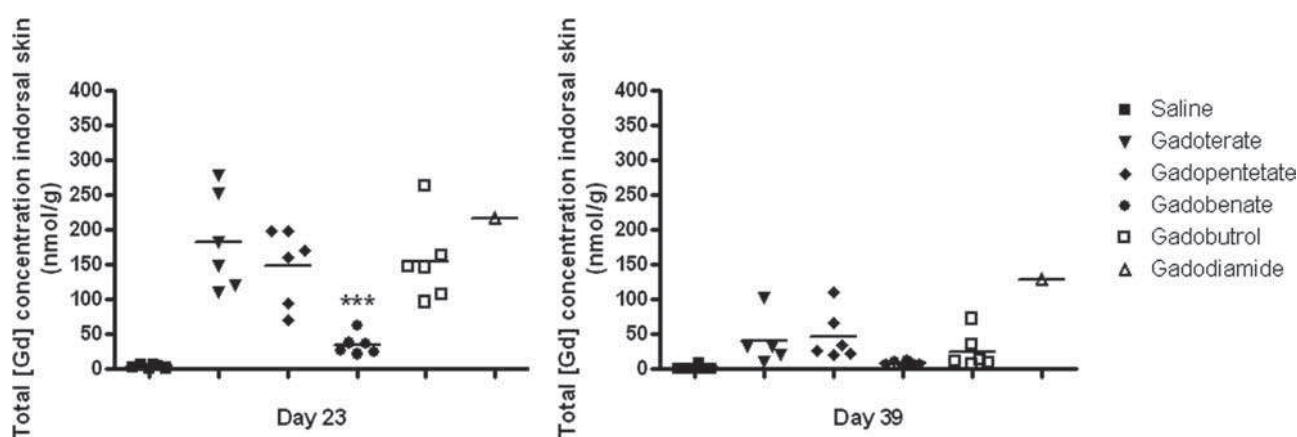 Total [Gd] concentration indorsal skin
(nmol/g)
400
350
300
250
200
150
100
50
0
***
Day 23
Total [Gd] concentration indorsal skin
(nmol/g)
400
350
300
250
200
150
100
50
0
Day 39
Saline
Gadoterate
Gadopentetate
Gadobenate
Gadobutrol
Gadodiamide